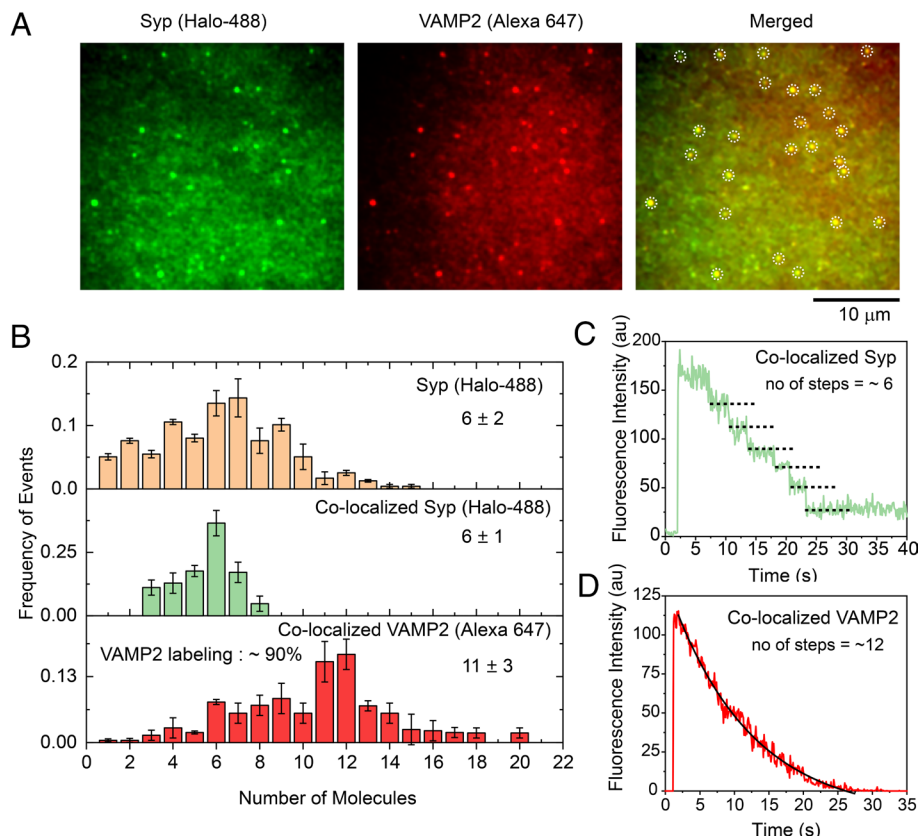 A
Syp (Halo-488)
VAMP2 (Alexa 647)
Merged
10 μm
B
Frequency of Events
0.2
0.1
0.0
Syp (Halo-488)
6 ± 2
0.25
0.00
Co-localized Syp (Halo-488)
6 ± 1
0.13
0.00
Co-localized VAMP2 (Alexa 647)
VAMP2 labeling : ~ 90%
11 ± 3
0 2 4 6 8 10 12 14 16 18 20 22
Number of Molecules
C
Fluorescence Intensity (au)
200
150
100
50
0
Co-localized Syp
no of steps = ~ 6
0 5 10 15 20 25 30 35 40
Time (s)
D
Fluorescence Intensity (au)
125
100
75
50
25
0
Co-localized VAMP2
no of steps = ~12
0 5 10 15 20 25 30 35
Time (s)